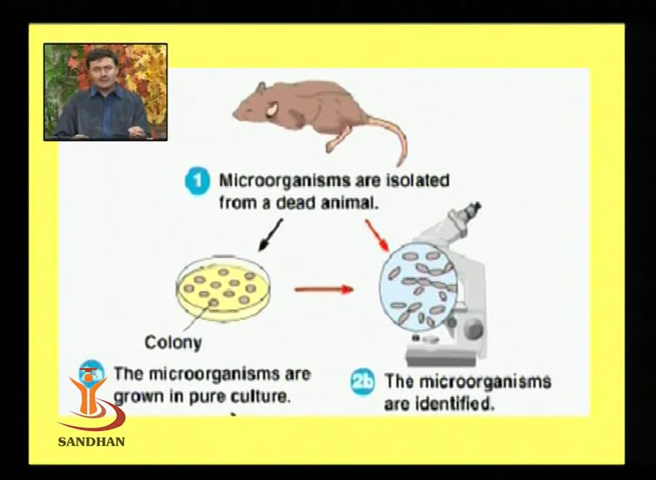 1 Microorganisms are isolated
from a dead animal.
Colony
The microorganisms are
grown in pure culture.
2b The microorganisms
are identified.
SANDHAN